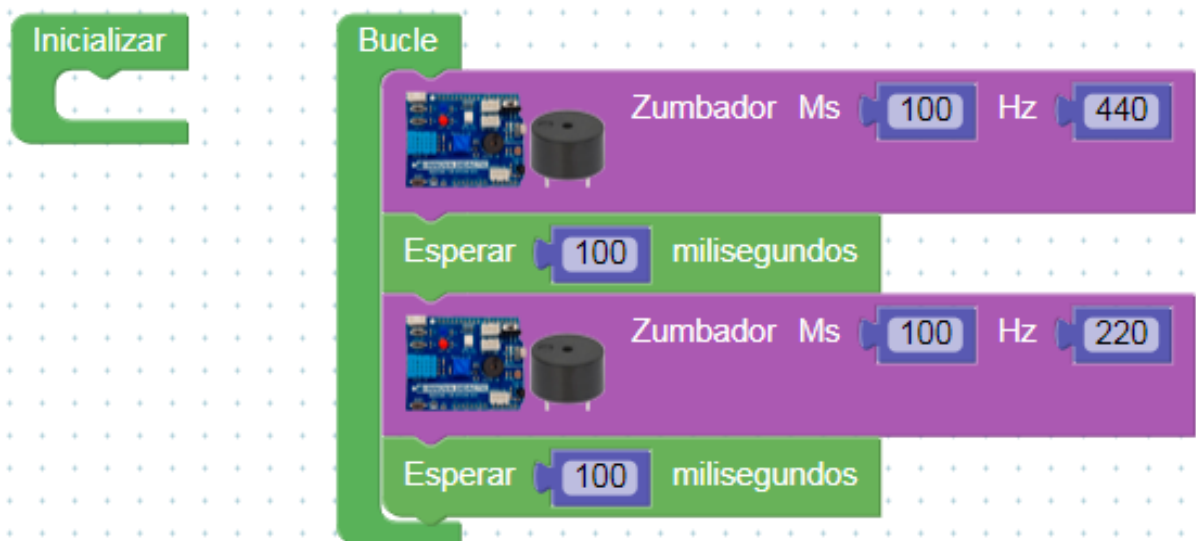 Inicializar
Bucle
Zumbador Ms 100 Hz 440
Esperar 100 milisegundos
Zumbador Ms 100 Hz 220
Esperar 100 milisegundos